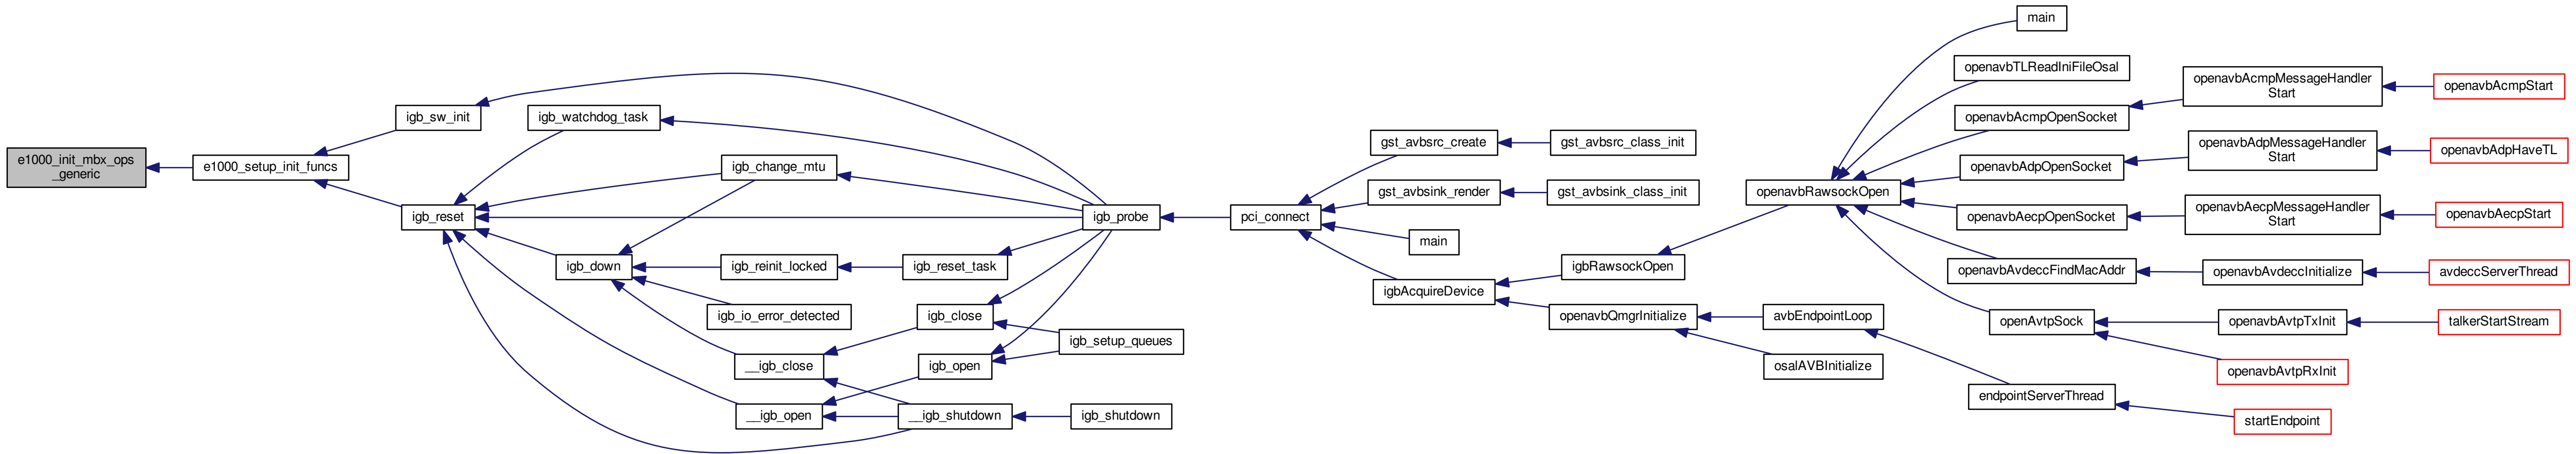 e1000_init_mbx_ops
_generic
e1000_setup_init_funcs
igb_sw_init
igb_reset
igb_watchdog_task
igb_change_mtu
igb_down
igb_reinit_locked
igb_reset_task
igb_io_error_detected
igb_close
__igb_close
igb_open
igb_setup_queues
__igb_open
__igb_shutdown
igb_shutdown
igb_probe
pci_connect
gst_avbsrc_create
gst_avbsrc_class_init
gst_avbsink_render
gst_avbsink_class_init
main
igbAcquireDevice
igbRawsockOpen
openavbQmgrInitialize
avbEndpointLoop
osalAVBInitialize
endpointServerThread
startEndpoint
openavbRawsockOpen
main
openavbTLReadIniFileOsal
openavbAcmpOpenSocket
openavbAcmpMessageHandler
Start
openavbAcmpStart
openavbAdpOpenSocket
openavbAdpMessageHandler
Start
openavbAdpHaveTL
openavbAecpOpenSocket
openavbAecpMessageHandler
Start
openavbAecpStart
openavbAvdeccFindMacAddr
openavbAvdeccInitialize
avdeccServerThread
openAvtpSock
openavbAvtpTxInit
talkerStartStream
openavbAvtpRxInit